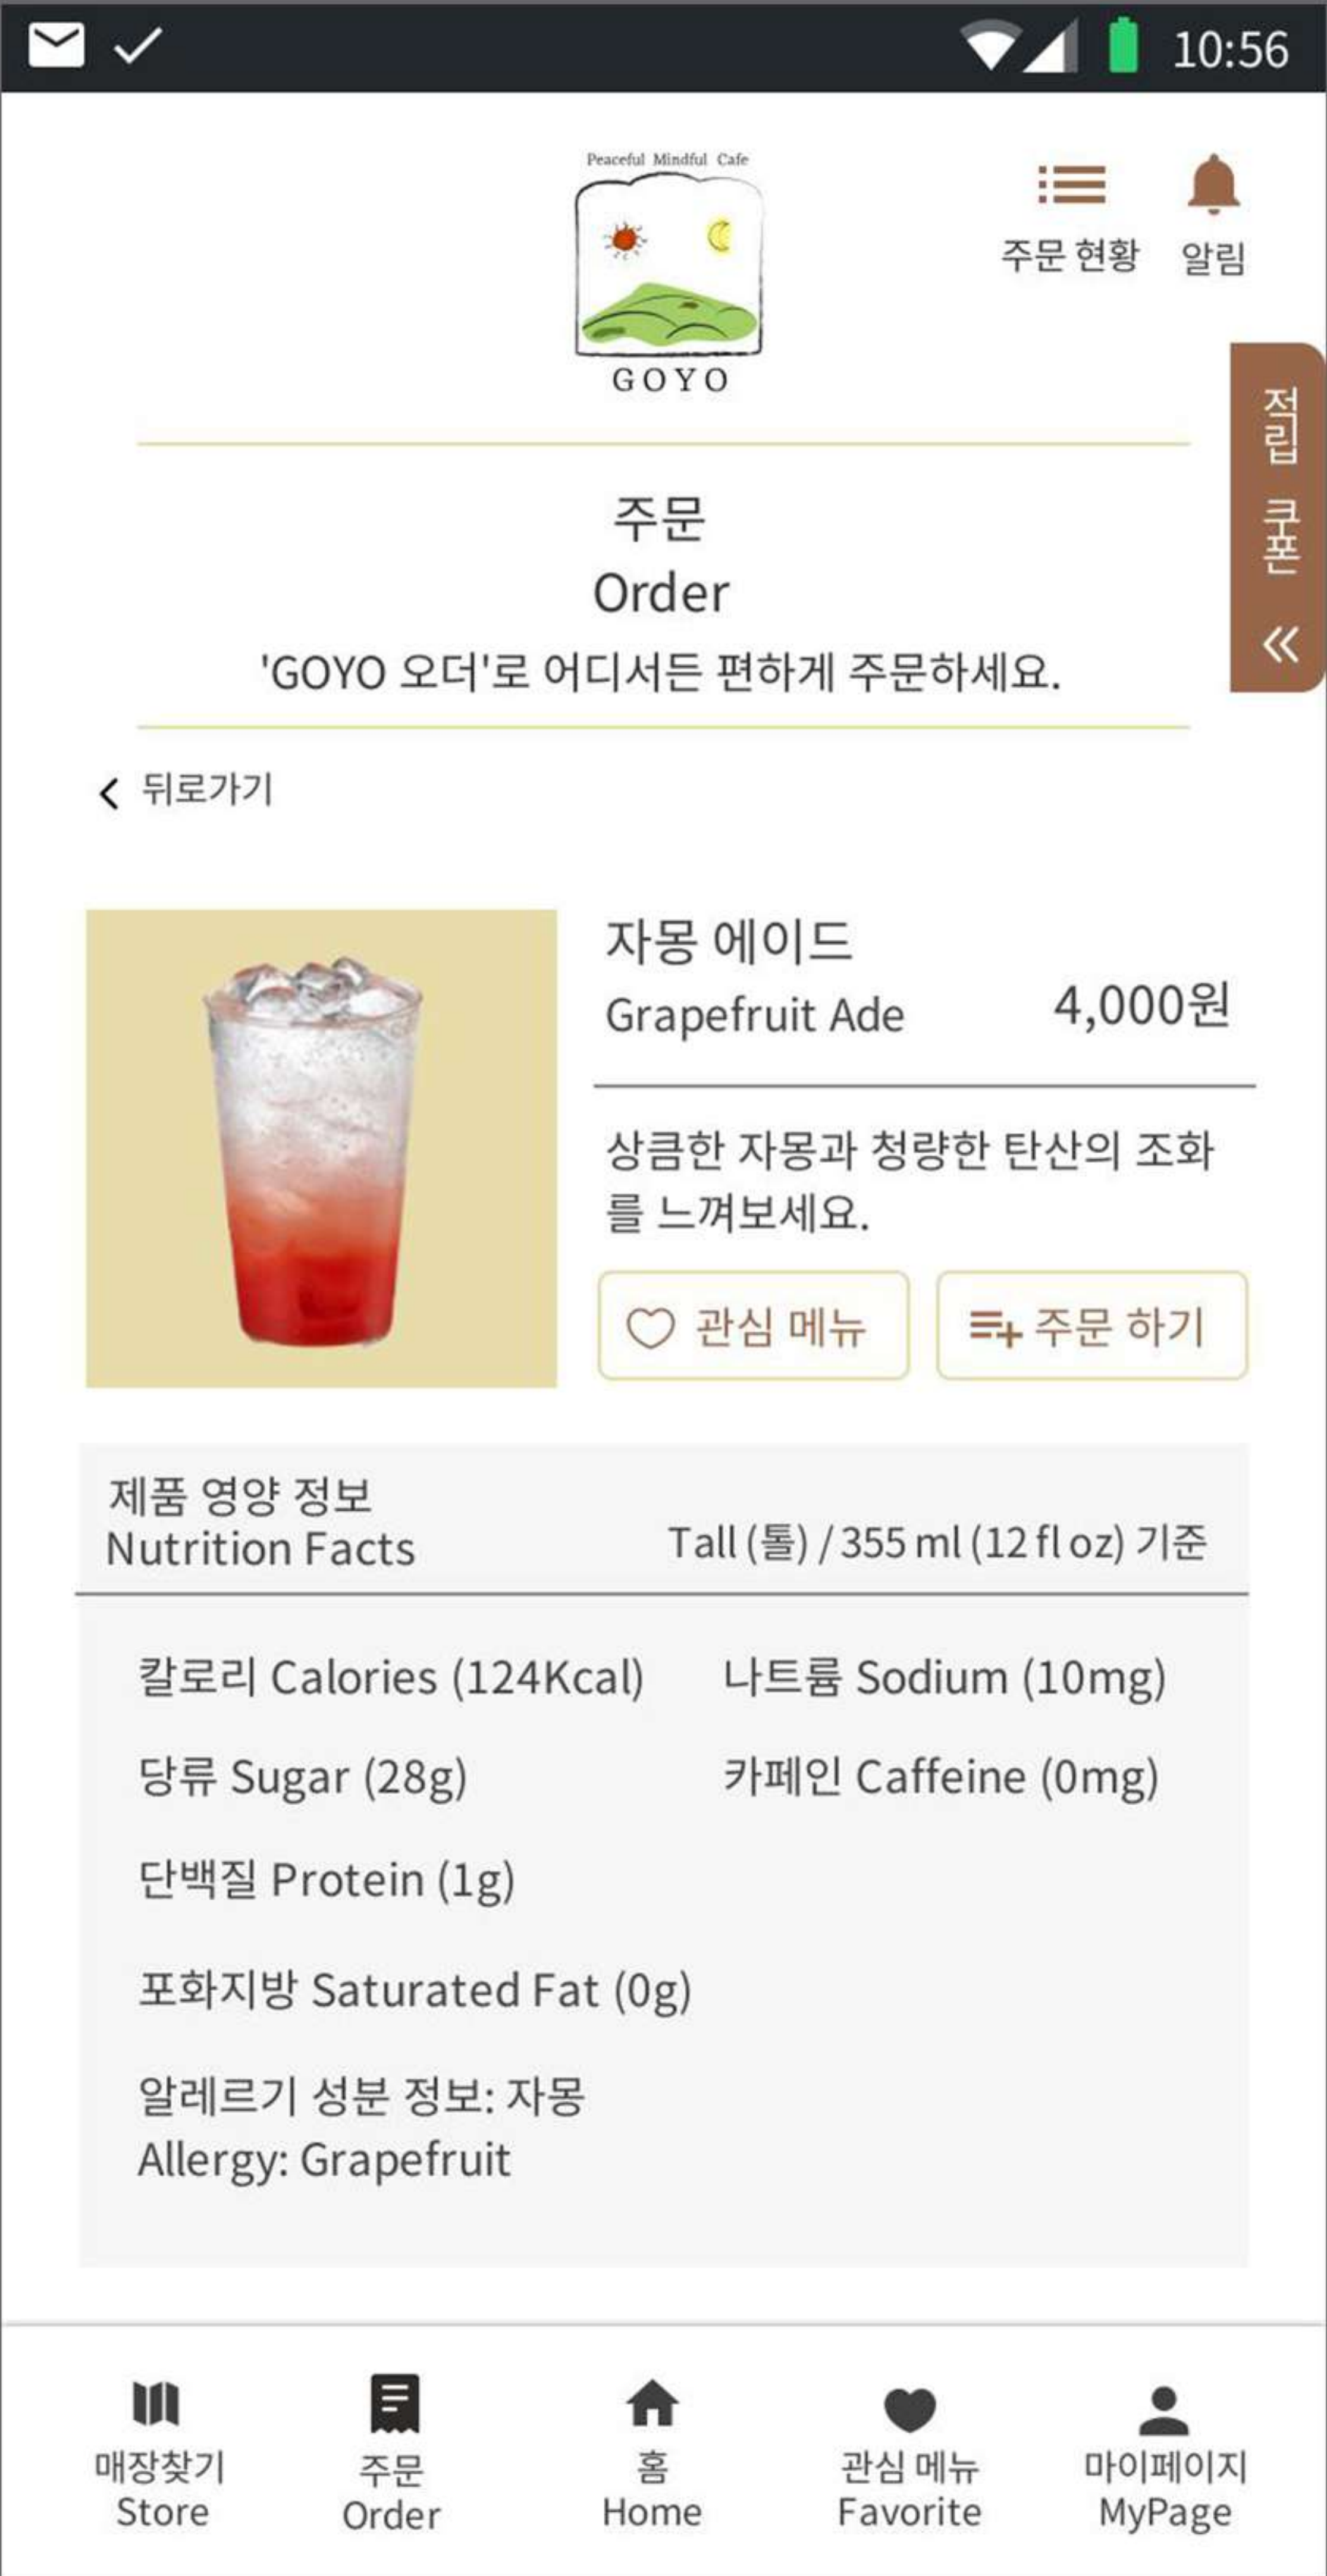 10:56
Peaceful Mindful Cafe
GOYO
주문 현황
알림
적립 쿠폰
주문
Order
'GOYO 오더'로 어디서든 편하게 주문하세요.
뒤로가기
자몽 에이드
Grapefruit Ade
4,000원
상큼한 자몽과 청량한 탄산의 조화
를 느껴보세요.
관심 메뉴
주문 하기
제품 영양 정보
Nutrition Facts
Tall (톨) / 355 ml (12 fl oz) 기준
칼로리 Calories (124Kcal)
나트륨 Sodium (10mg)
당류 Sugar (28g)
카페인 Caffeine (0mg)
단백질 Protein (1g)
포화지방 Saturated Fat (0g)
알레르기 성분 정보: 자몽
Allergy: Grapefruit
매장찾기
Store
주문
Order
홈
Home
관심 메뉴
Favorite
마이페이지
MyPage